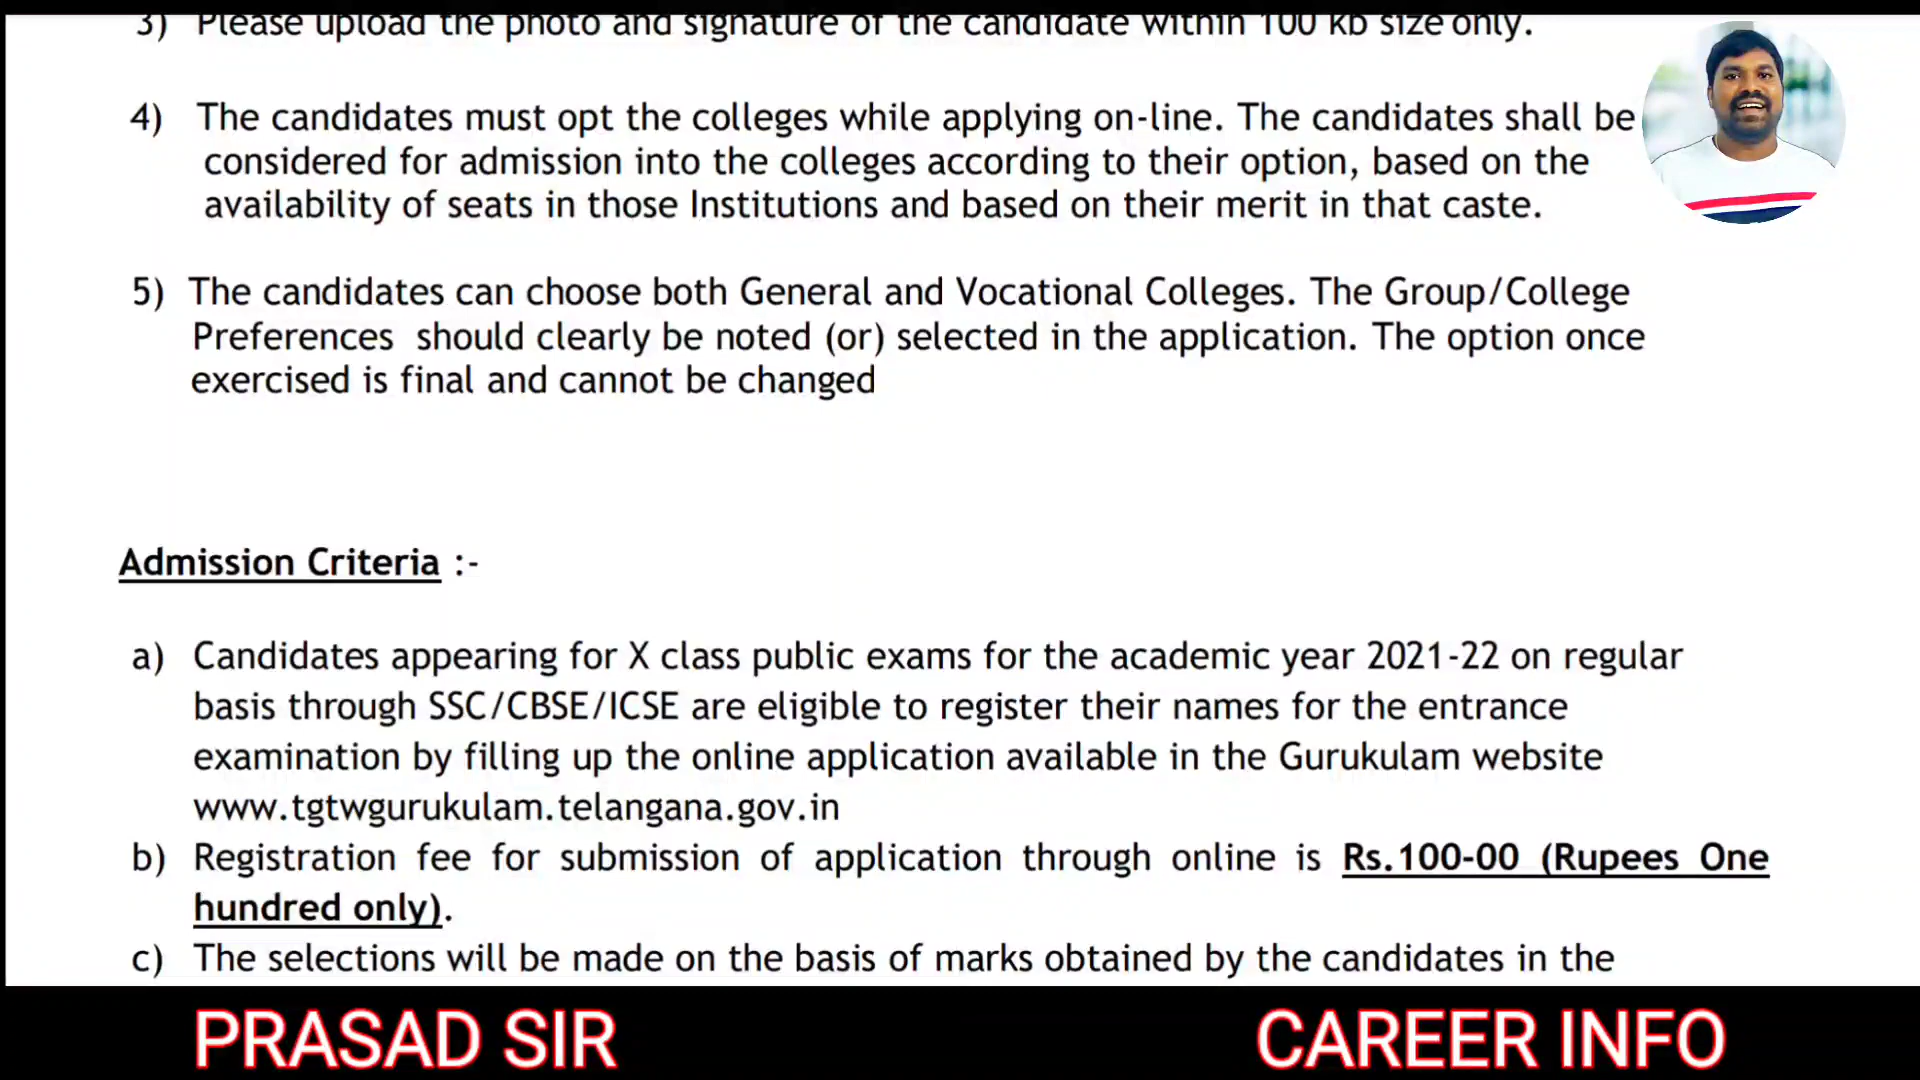 3) Please upload the photo and signature of the candidate within 100 kb size only.
4) The candidates must opt the colleges while applying on-line. The candidates shall be
considered for admission into the colleges according to their option, based on the
availability of seats in those Institutions and based on their merit in that caste.
5) The candidates can choose both General and Vocational Colleges. The Group/College
Preferences should clearly be noted (or) selected in the application. The option once
exercised is final and cannot be changed
Admission Criteria :-
a) Candidates appearing for X class public exams for the academic year 2021-22 on regular
basis through SSC/CBSE/ICSE are eligible to register their names for the entrance
examination by filling up the online application available in the Gurukulam website
www.tgtwgurukulam.telangana.gov.in
b) Registration fee for submission of application through online is Rs.100-00 (Rupees One
hundred only).
c) The selections will be made on the basis of marks obtained by the candidates in the
PRASAD SIR CAREER INFO